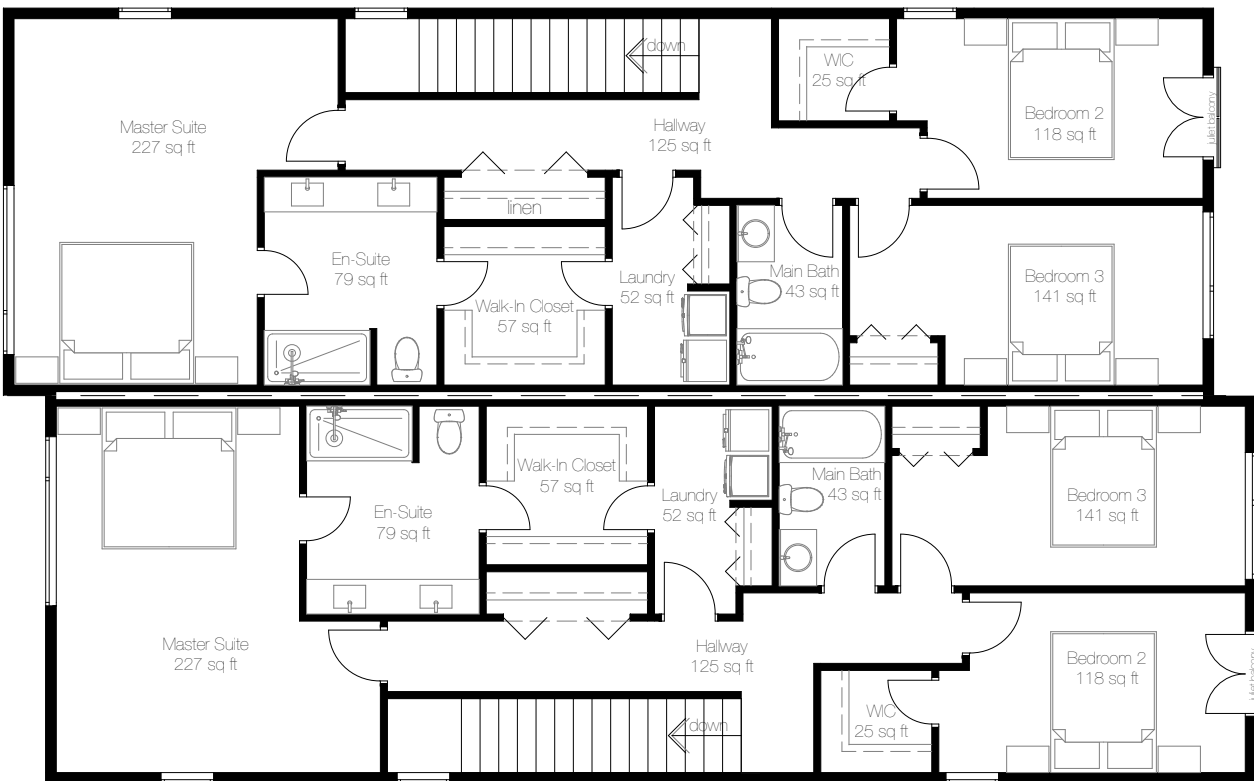 down
WIC
25 sq ft
Bedroom 2
118 sq ft
juliet balcony
Master Suite
227 sq ft
Hallway
125 sq ft
linen
En-Suite
79 sq ft
Walk-In Closet
57 sq ft
Laundry
52 sq ft
Main Bath
43 sq ft
Bedroom 3
141 sq ft
Walk-In Closet
57 sq ft
En-Suite
79 sq ft
Laundry
52 sq ft
Main Bath
43 sq ft
Bedroom 3
141 sq ft
Master Suite
227 sq ft
Hallway
125 sq ft
Bedroom 2
118 sq ft
juliet balcony
WIC
25 sq ft
down